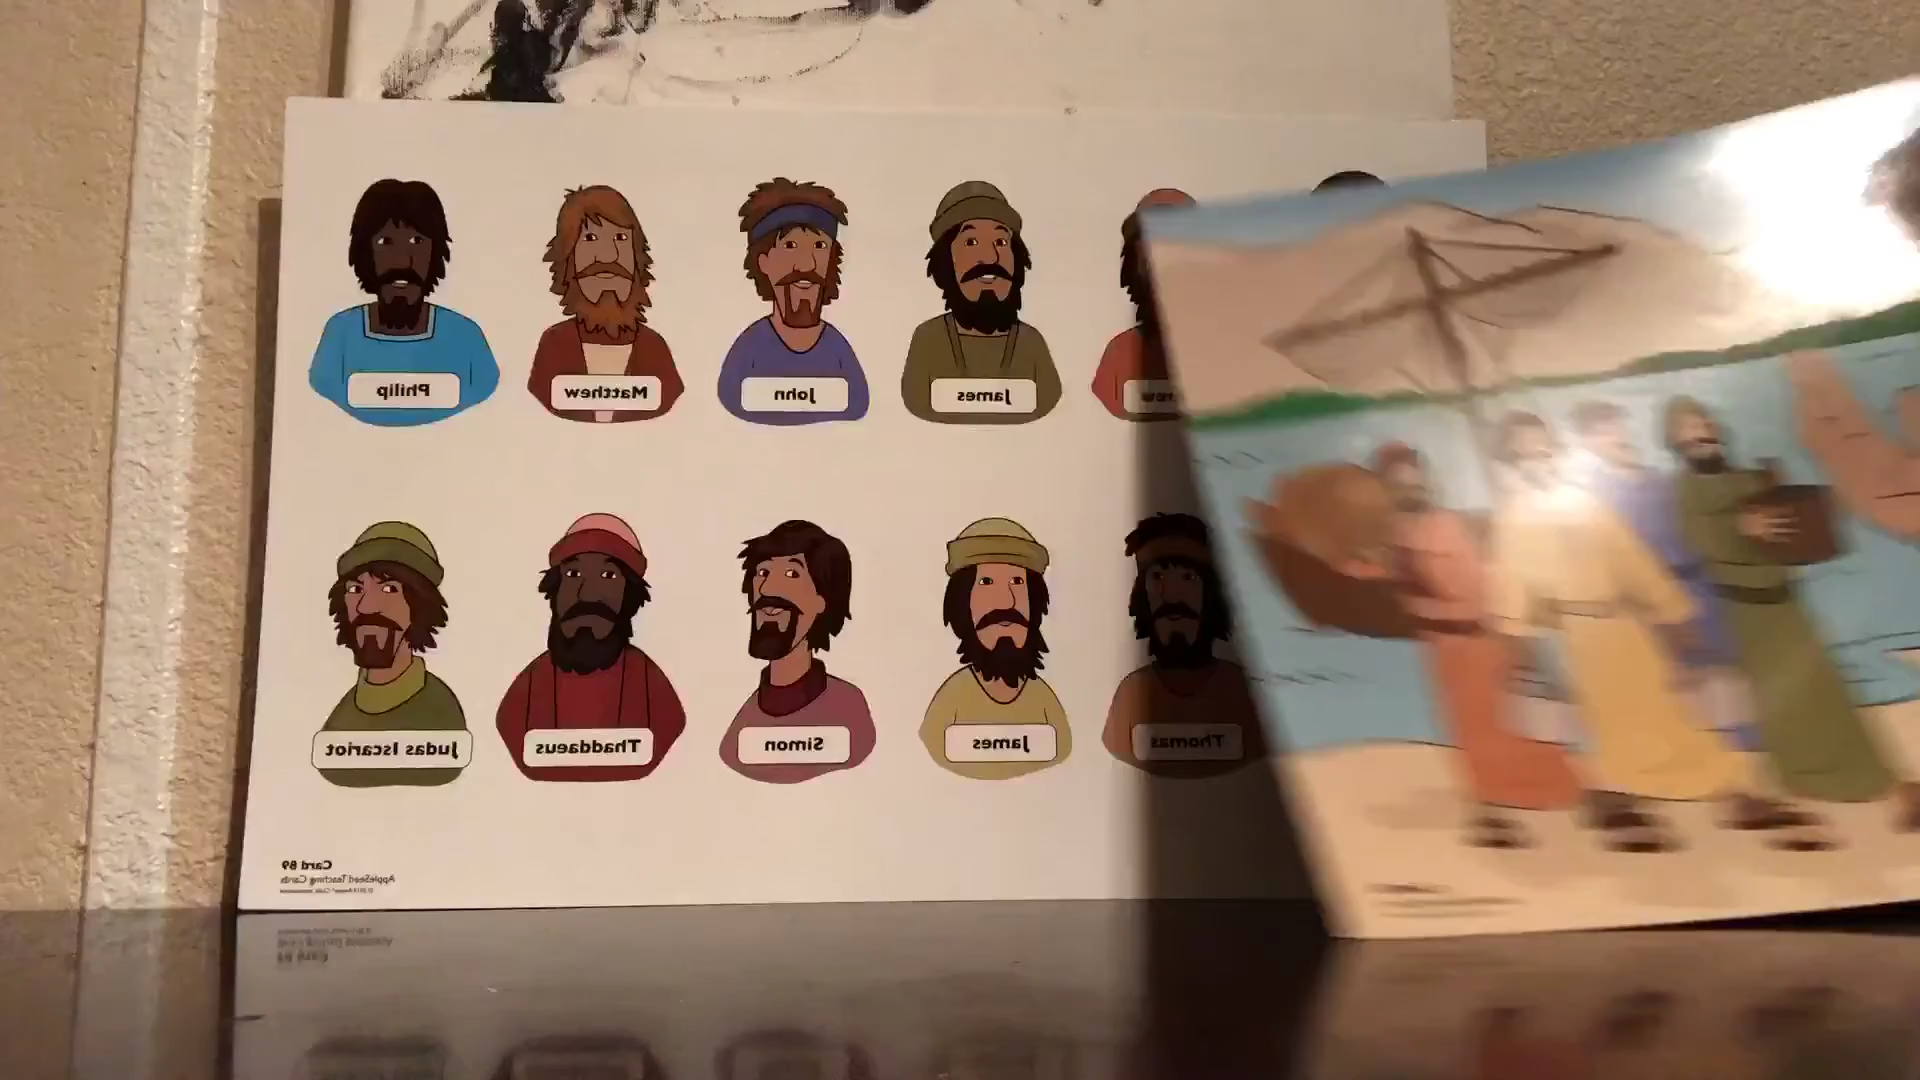 Philip
Matthew
John
James
Judas Iscariot
Thaddaeus
Simon
James
Thomas
Card 89
AppleSeed Teaching Cards